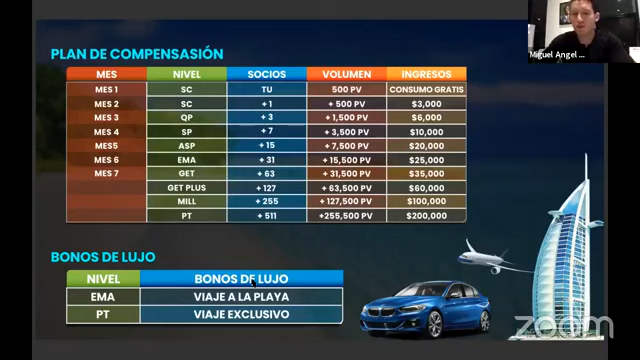 Miguel Angel ...
PLAN DE COMPENSASIÓN
MES NIVEL SOCIOS VOLUMEN INGRESOS
MES 1 SC TU 500 PV CONSUMO GRATIS
MES 2 SC + 1 + 500 PV $3,000
MES 3 QP + 3 + 1,500 PV $6,000
MES 4 SP + 7 + 3,500 PV $10,000
MES5 ASP + 15 + 7,500 PV $20,000
MES 6 EMA + 31 + 15,500 PV $25,000
MES 7 GET + 63 + 31,500 PV $35,000
GET PLUS + 127 + 63,500 PV $60,000
MILL + 255 + 127,500 PV $100,000
PT + 511 +255,500 PV $200,000
BONOS DE LUJO
NIVEL BONOS DE LUJO
EMA VIAJE A LA PLAYA
PT VIAJE EXCLUSIVO
zoom